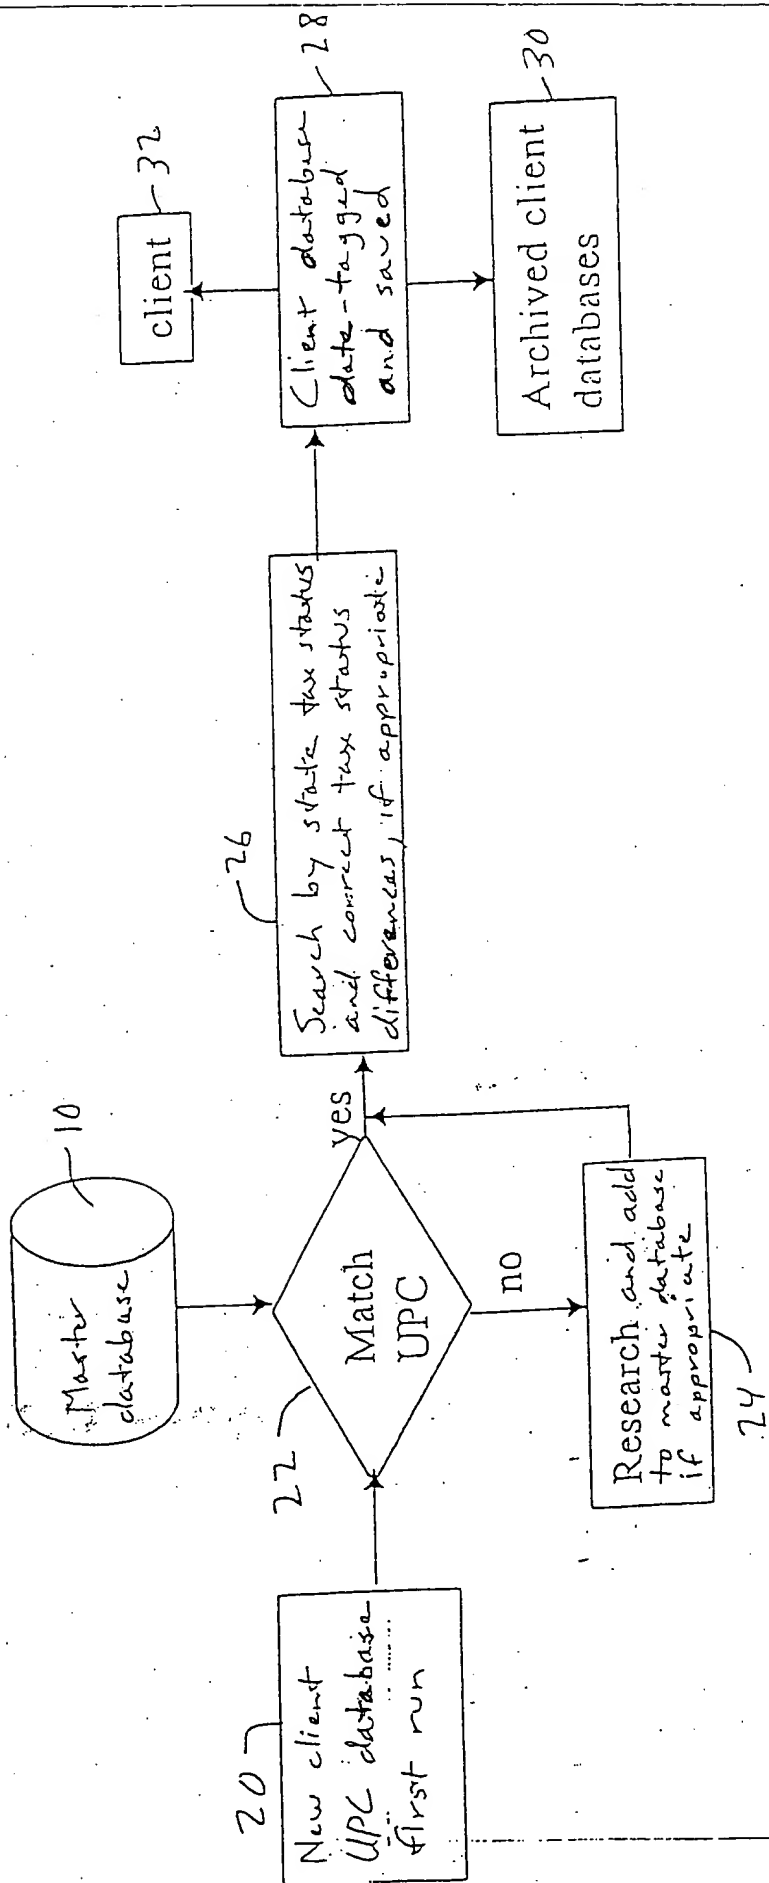 10
Master
database
20
New client
UPC database
first run
22
Match
UPC
yes
no
Research and add
to master database
if appropriate
24
26
Search by state tax status
and correct tax status
differences, if appropriate
32
client
28
Client database
date-tagged
and saved
30
Archived client
databases